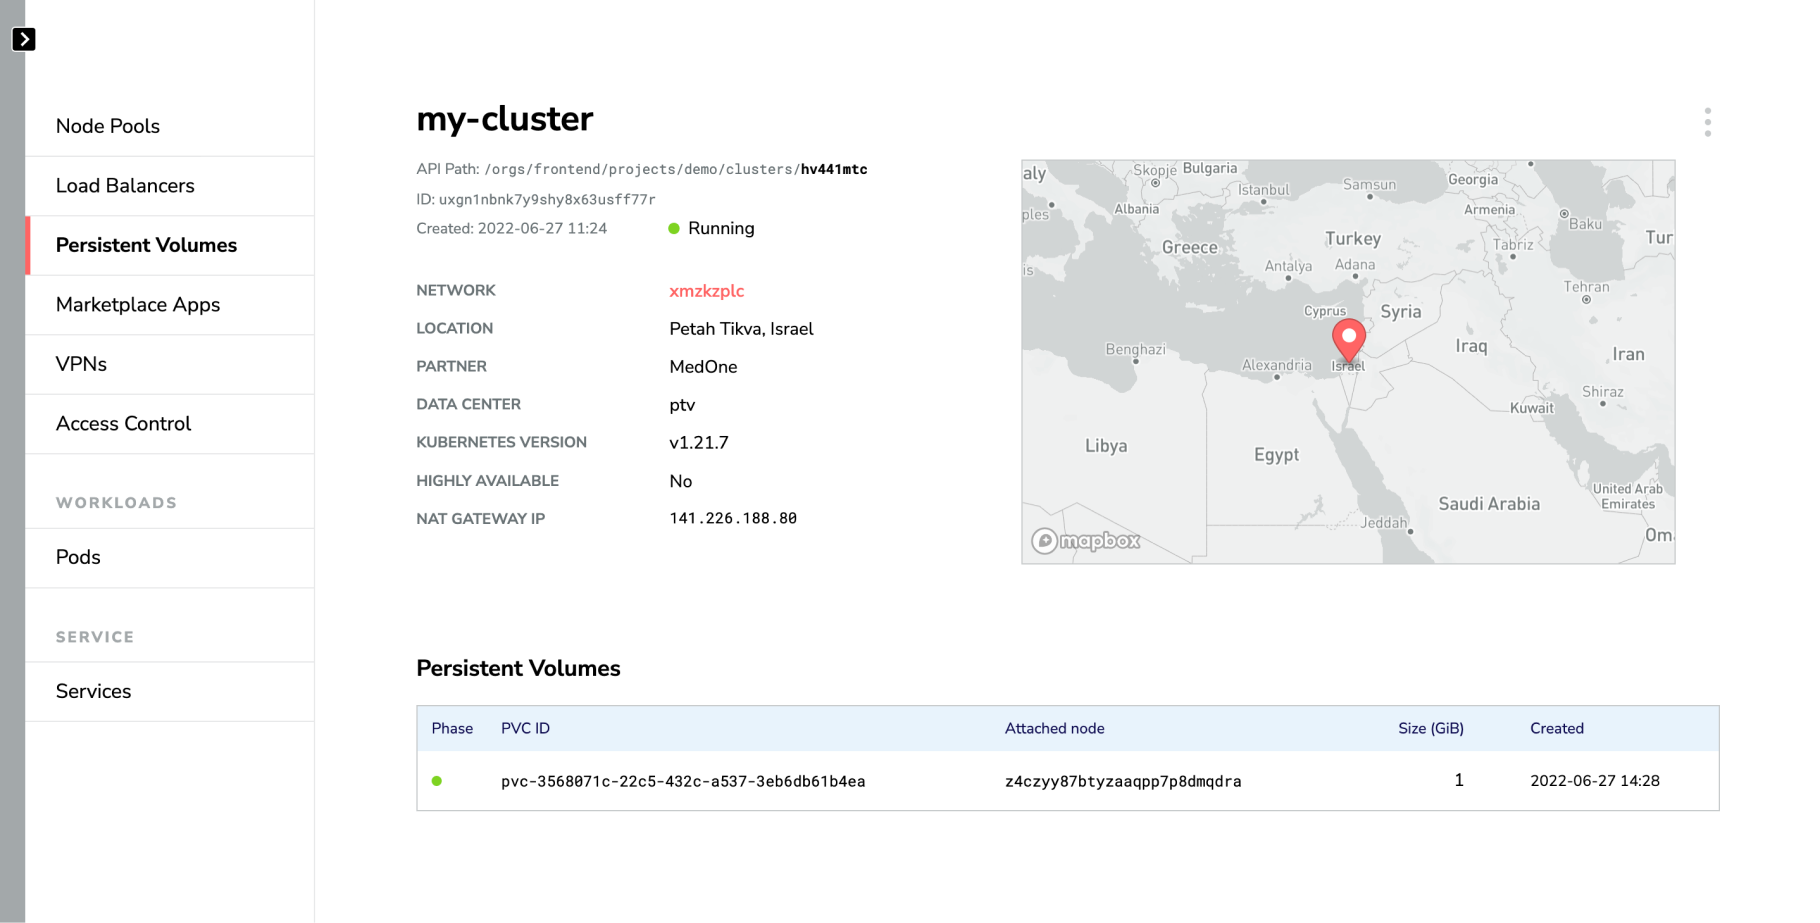 Node Pools
Load Balancers
Persistent Volumes
Marketplace Apps
VPNs
Access Control
WORKLOADS
Pods
SERVICE
Services
my-cluster
API Path: /orgs/frontend/projects/demo/clusters/hv441mtc
ID: uxgn1nbnk7y9shy8x63usff77r
Created: 2022-06-27 11:24 Running
NETWORK xmzkzplc
LOCATION Petah Tikva, Israel
PARTNER MedOne
DATA CENTER ptv
KUBERNETES VERSION v1.21.7
HIGHLY AVAILABLE No
NAT GATEWAY IP 141.226.188.80
aly Skopje Bulgaria Georgia
Istanbul Samsun
ples Albania Armenia
Baku
Greece Turkey Tabriz Tur
is Antalya Adana
Tehran
Cyprus Syria
Benghazi Iraq Iran
Alexandria Israel
Shiraz
Kuwait
Libya Egypt
United Arab
Emirates
Saudi Arabia
Jeddah
Om
mapbox
Persistent Volumes
Phase PVC ID Attached node Size (GiB) Created
pvc-3568071c-22c5-432c-a537-3eb6db61b4ea z4czyy87btyzaaqpp7p8dmqdra 1 2022-06-27 14:28